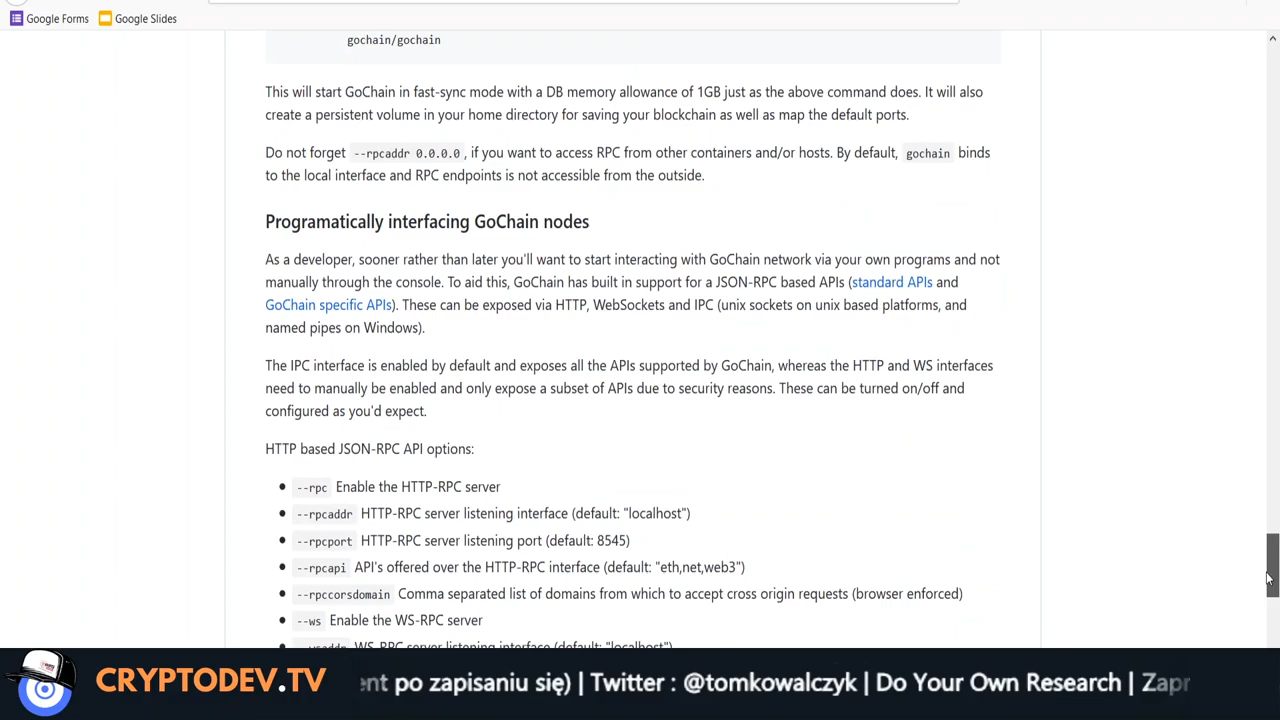 Google Forms Google Slides
gochain/gochain
This will start GoChain in fast-sync mode with a DB memory allowance of 1GB just as the above command does. It will also
create a persistent volume in your home directory for saving your blockchain as well as map the default ports.
Do not forget --rpcaddr 0.0.0.0, if you want to access RPC from other containers and/or hosts. By default, gochain binds
to the local interface and RPC endpoints is not accessible from the outside.
Programatically interfacing GoChain nodes
As a developer, sooner rather than later you'll want to start interacting with GoChain network via your own programs and not
manually through the console. To aid this, GoChain has built in support for a JSON-RPC based APIs (standard APIs and
GoChain specific APIs). These can be exposed via HTTP, WebSockets and IPC (unix sockets on unix based platforms, and
named pipes on Windows).
The IPC interface is enabled by default and exposes all the APIs supported by GoChain, whereas the HTTP and WS interfaces
need to manually be enabled and only expose a subset of APIs due to security reasons. These can be turned on/off and
configured as you'd expect.
HTTP based JSON-RPC API options:
• --rpc Enable the HTTP-RPC server
• --rpcaddr HTTP-RPC server listening interface (default: "localhost")
• --rpcport HTTP-RPC server listening port (default: 8545)
• --rpcapi API's offered over the HTTP-RPC interface (default: "eth,net,web3")
• --rpccorsdomain Comma separated list of domains from which to accept cross origin requests (browser enforced)
• --ws Enable the WS-RPC server
• --wsaddr WS-RPC server listening interface (default: "localhost")
CRYPTODEV.TV
ent po zapisaniu się) | Twitter : @tomkowalczyk | Do Your Own Research | Zapr